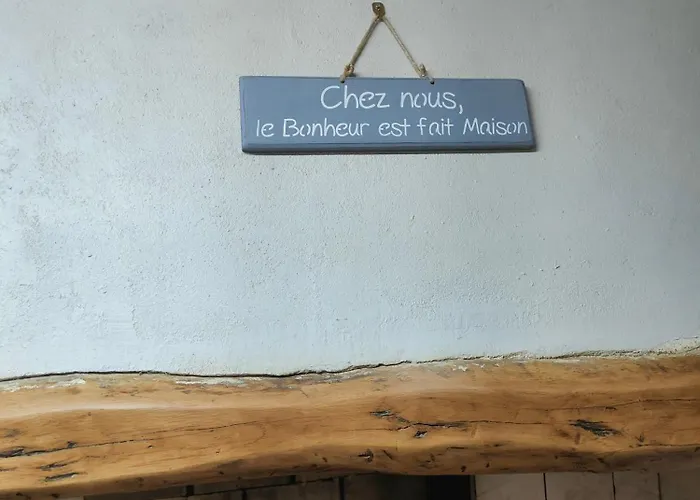 Chez nous,
le Bonheur est fait Maison